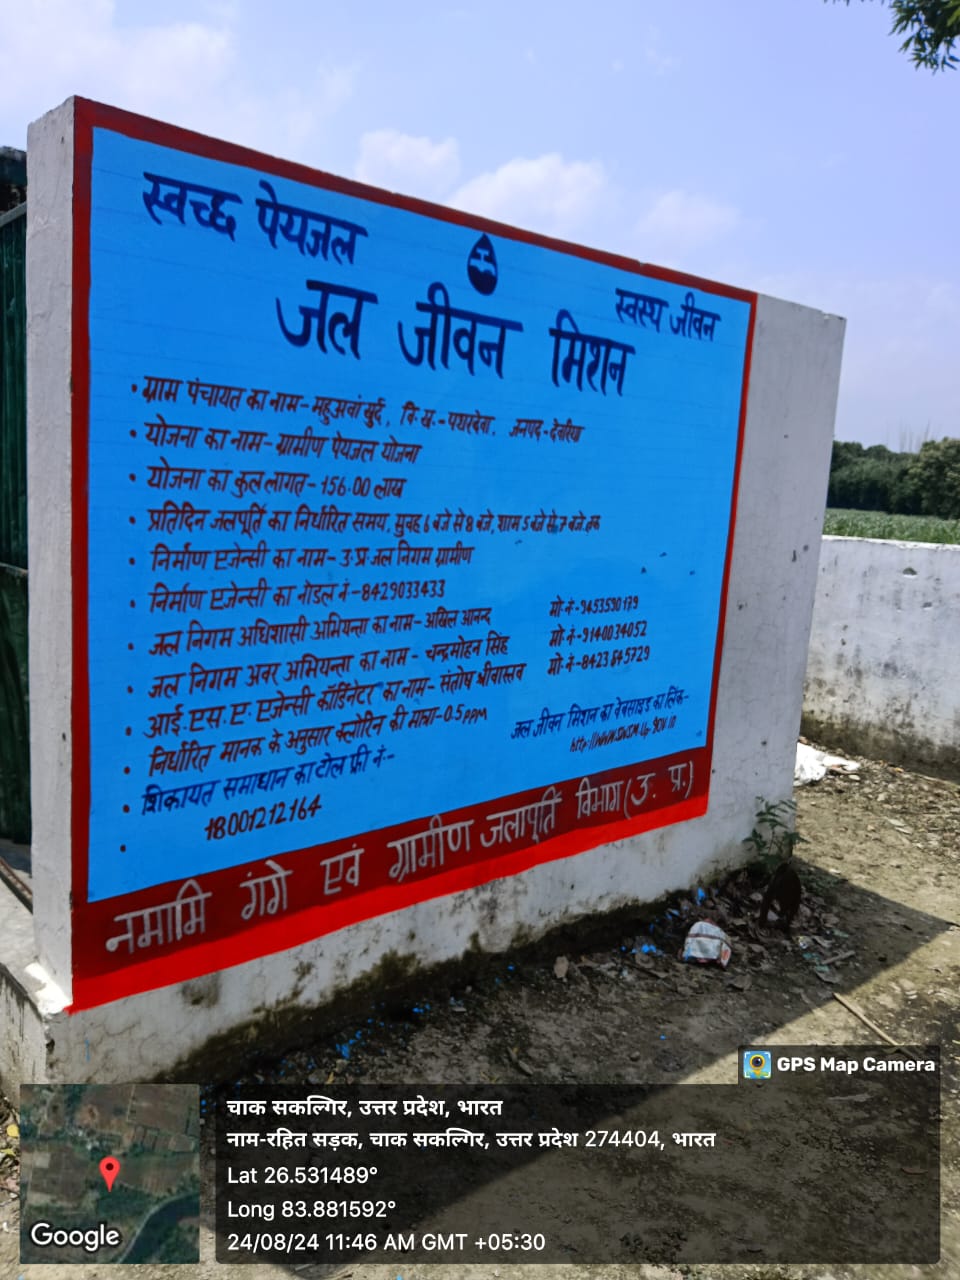 स्वच्छ पेयजल
स्वस्थ जीवन
जल जीवन मिशन
• ग्राम पंचायत का नाम- महुअवां खुर्द, वि. ख.- पथरदेवा, जनपद- देवरिया
• योजना का नाम- ग्रामीण पेयजल योजना
• योजना का कुल लागत- 156.00 लाख
• प्रतिदिन जलपूर्ति का निर्धारित समय. सुबह 6 बजे से 8 बजे, शाम 5 बजे से 7 बजे तक
• निर्माण एजेन्सी का नाम- उ.प्र. जल निगम ग्रामीण
• निर्माण एजेन्सी का नोडल नं.- 8429033433
• जल निगम अधिशासी अभियन्ता का नाम- अखिल आनन्द मो. नं.- 9453590179
• जल निगम अवर अभियन्ता का नाम- चन्द्रमोहन सिंह मो. नं.- 9140034052
• आई. एस. ए. एजेन्सी कॉर्डिनेटर का नाम- संतोष श्रीवास्तव मो. नं.- 8423645729
• निर्धारित मानक के अनुसार क्लोरिन की मात्रा- 0.5 PPM
जल जीवन मिशन का वेबसाइड का लिंक-
• शिकायत समाधान का टोल फ्री नं.:-
18001212164
नमामि गंगे एवं ग्रामीण जलापूर्ति विभाग (उ. प्र.)
GPS Map Camera
चाक सकल्गिर, उत्तर प्रदेश, भारत
नाम-रहित सड़क, चाक सकल्गिर, उत्तर प्रदेश 274404, भारत
Lat 26.531489°
Long 83.881592°
24/08/24 11:46 AM GMT +05:30
Google